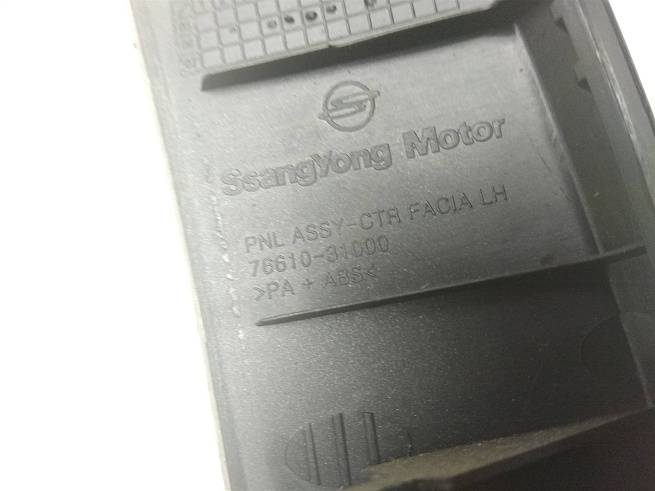 SsangYong Motor
PNL ASSY-CTR FACIA LH
76610-31000
>PA + ABS<